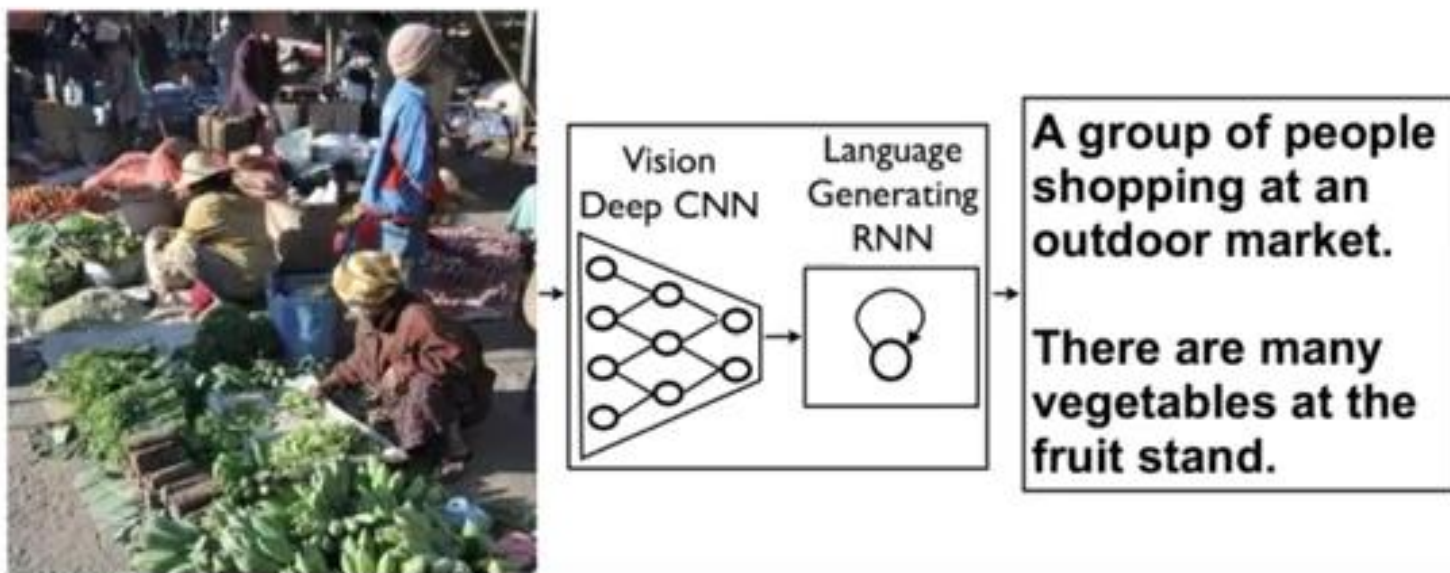 Vision
Deep CNN
Language
Generating
RNN
A group of people
shopping at an
outdoor market.
There are many
vegetables at the
fruit stand.